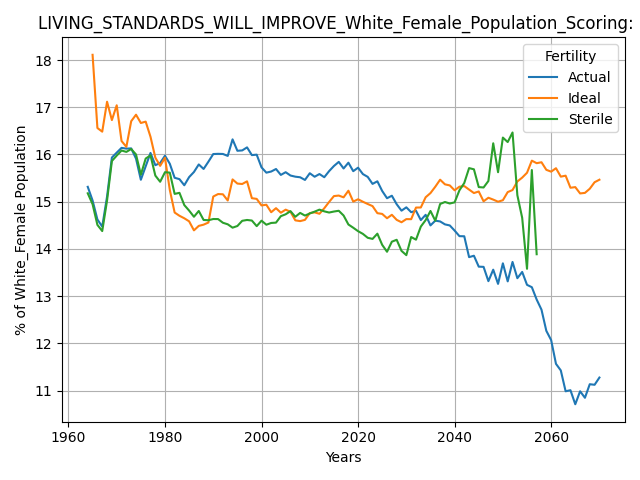 LIVING_STANDARDS_WILL_IMPROVE_White_Female_Population_Scoring:
18
17
16
15
14
13
12
11
% of White_Female Population
1960
1980
2000
2020
2040
2060
Years
Fertility
Actual
Ideal
Sterile